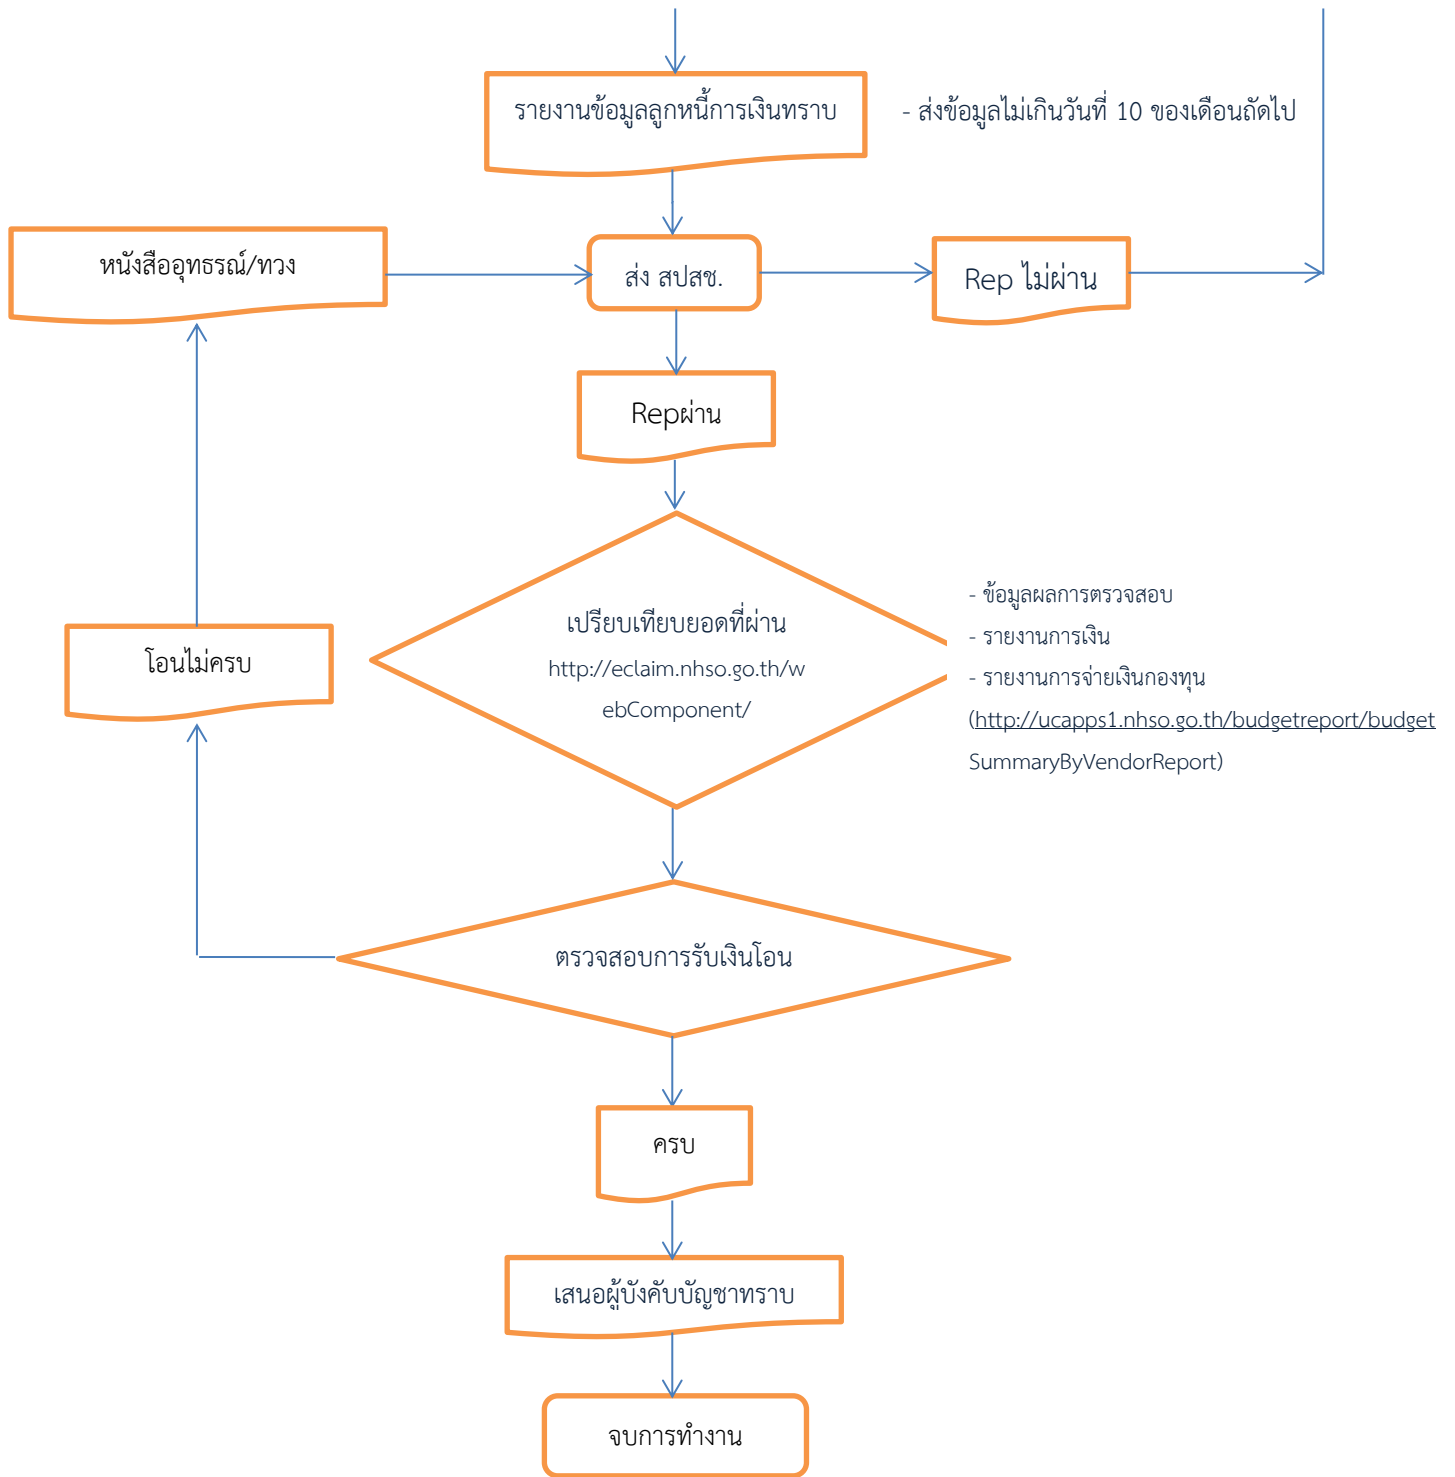 รายงานข้อมูลลูกหนี้การเงินทราบ
- ส่งข้อมูลไม่เกินวันที่ 10 ของเดือนถัดไป
หนังสืออุทธรณ์/ทวง
ส่ง สปสช.
Rep ไม่ผ่าน
Repผ่าน
เปรียบเทียบยอดที่ผ่าน
http://eclaim.nhso.go.th/w
ebComponent/
- ข้อมูลผลการตรวจสอบ
- รายงานการเงิน
- รายงานการจ่ายเงินกองทุน
(http://ucapps1.nhso.go.th/budgetreport/budget
SummaryByVendorReport)
โอนไม่ครบ
ตรวจสอบการรับเงินโอน
ครบ
เสนอผู้บังคับบัญชาทราบ
จบการทำงาน